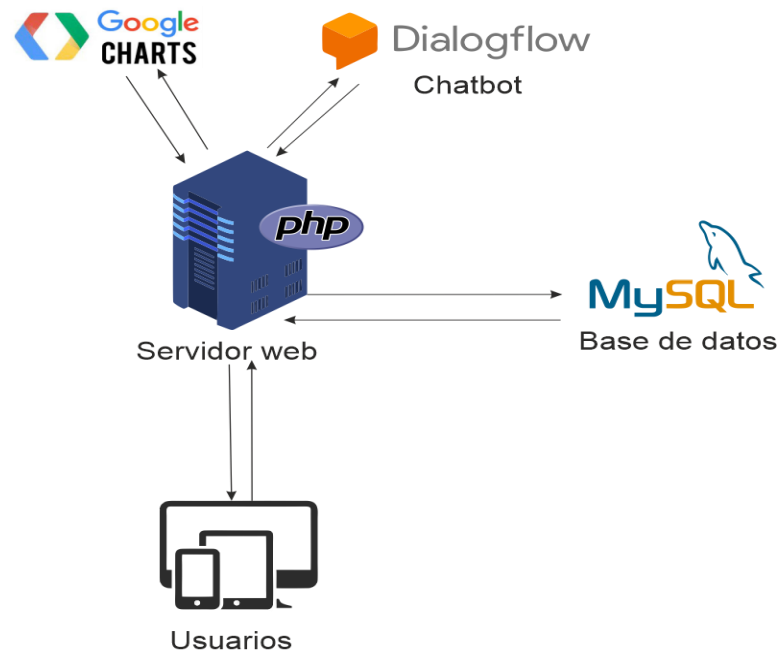 Google
CHARTS
Dialogflow
Chatbot
php
MySQL
Servidor web
Base de datos
Usuarios